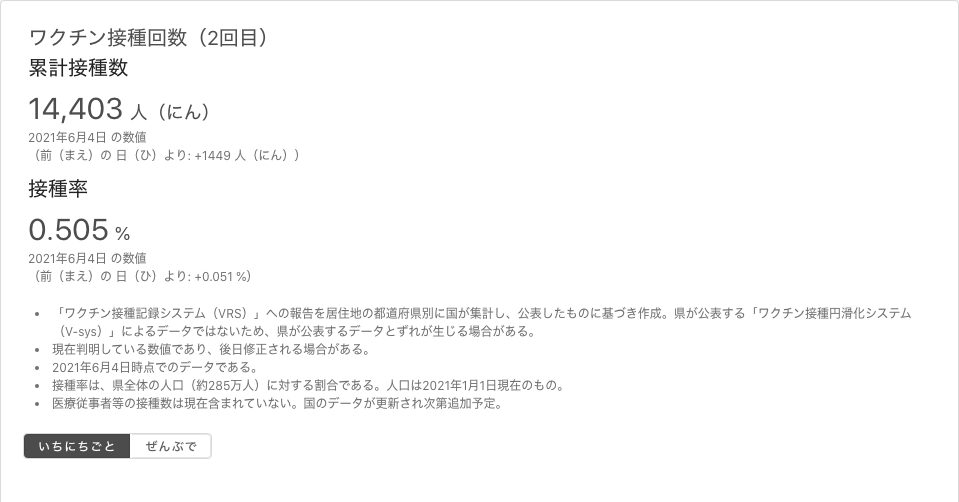 ワクチン接種回数（2回目）
累計接種数
14,403 人（にん）
2021年6月4日 の数値
（前（まえ）の 日（ひ）より: +1449 人（にん））
接種率
0.505 %
2021年6月4日 の数値
（前（まえ）の 日（ひ）より: +0.051 %）
• 「ワクチン接種記録システム（VRS）」への報告を居住地の都道府県別に国が集計し、公表したものに基づき作成。県が公表する「ワクチン接種円滑化システム
（V-sys）」によるデータではないため、県が公表するデータとずれが生じる場合がある。
• 現在判明している数値であり、後日修正される場合がある。
• 2021年6月4日時点でのデータである。
• 接種率は、県全体の人口（約285万人）に対する割合である。人口は2021年1月1日現在のもの。
• 医療従事者等の接種数は現在含まれていない。国のデータが更新され次第追加予定。
いちにちごと ぜんぶで